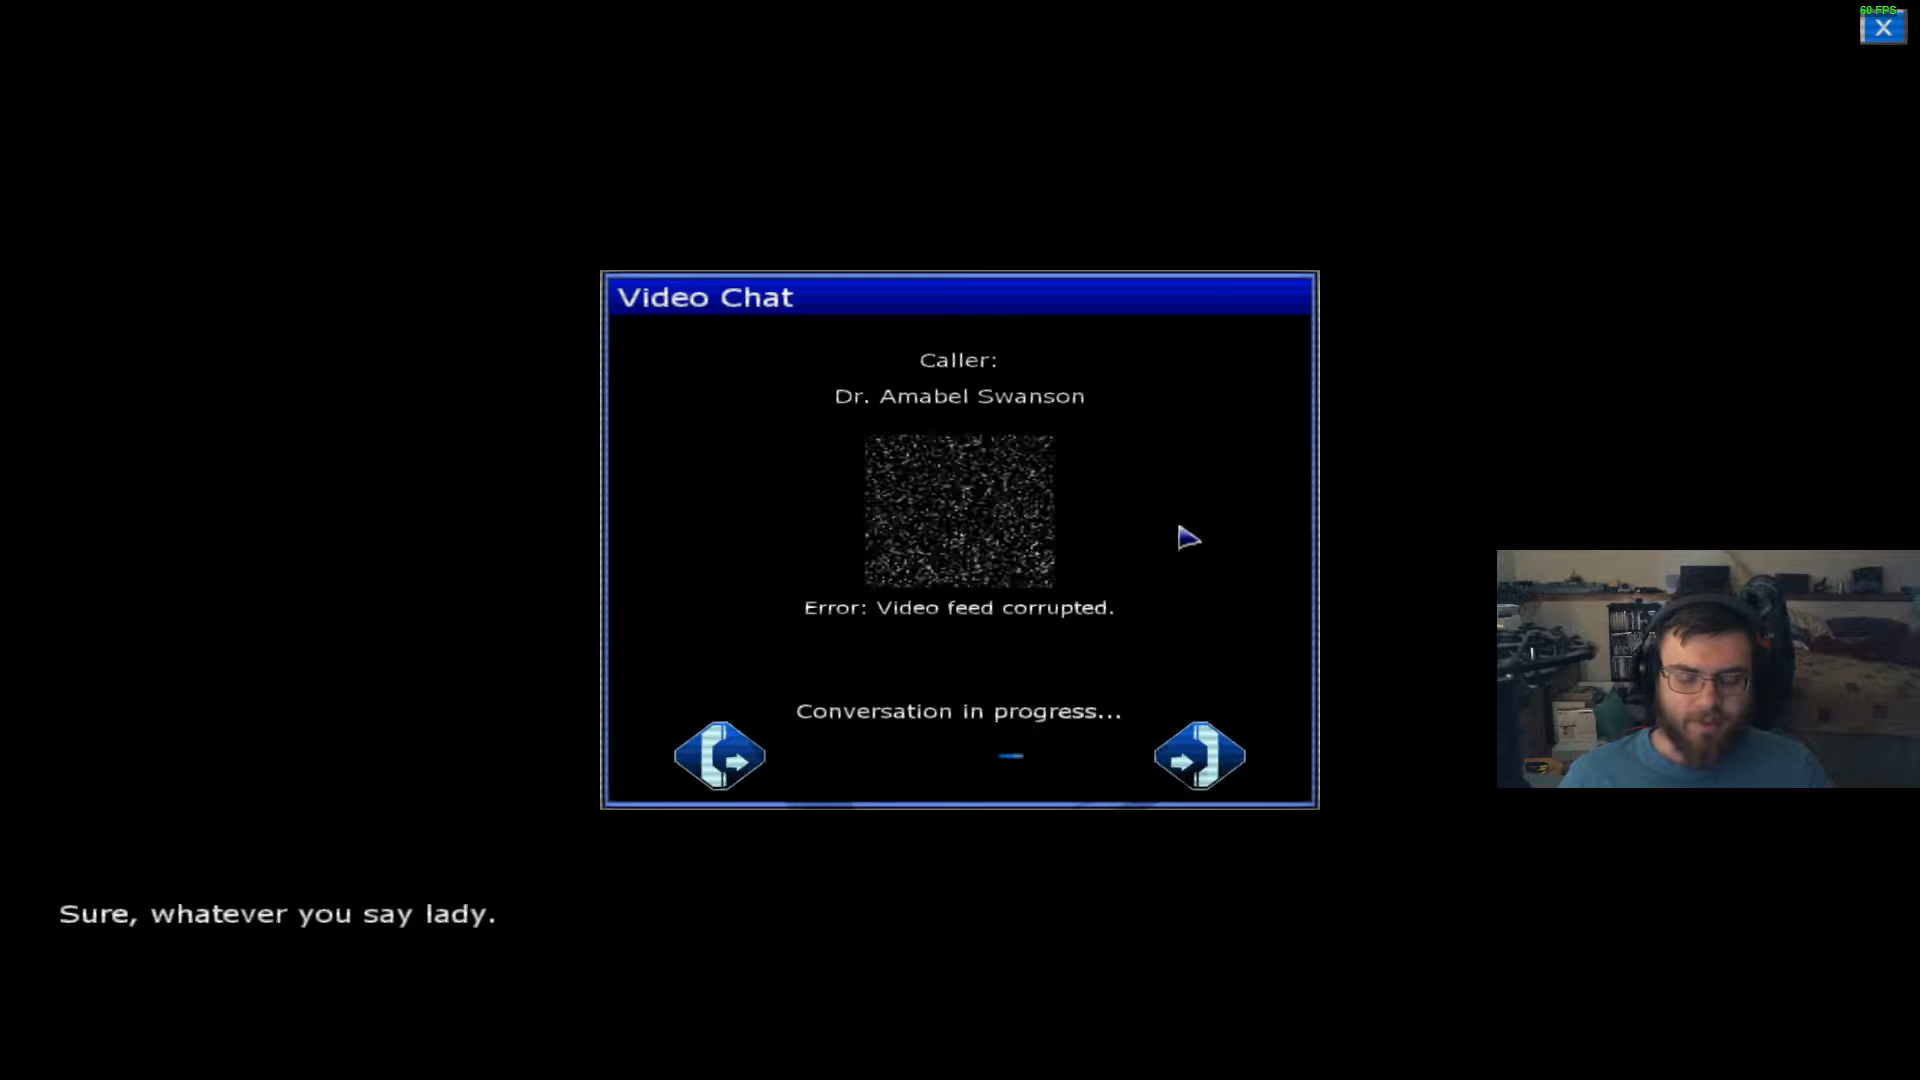 60 FPS
X
Video Chat
Caller:
Dr. Amabel Swanson
Error: Video feed corrupted.
Conversation in progress...
Sure, whatever you say lady.